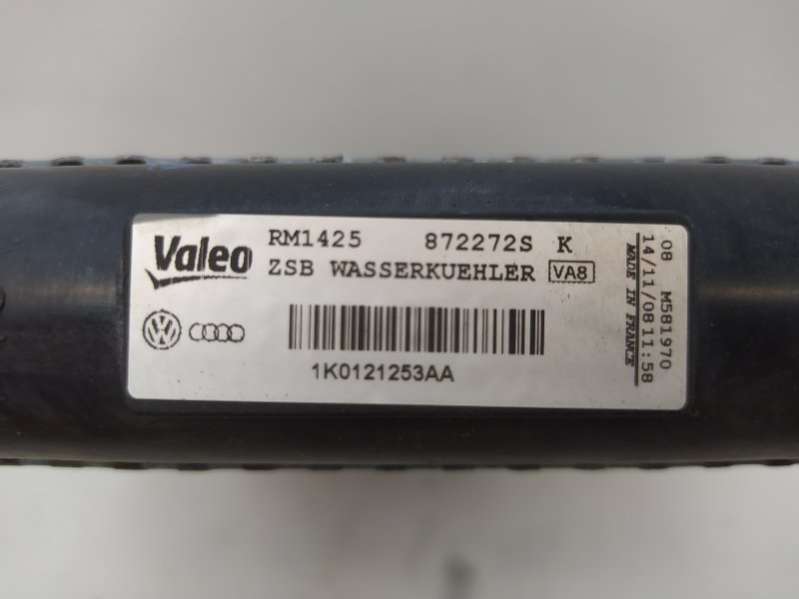 Valeo
RM1425 872272S K
ZSB WASSERKUEHLER VA8
1K0121253AA
08 M581970
14/11/08 11:58
MADE IN FRANCE